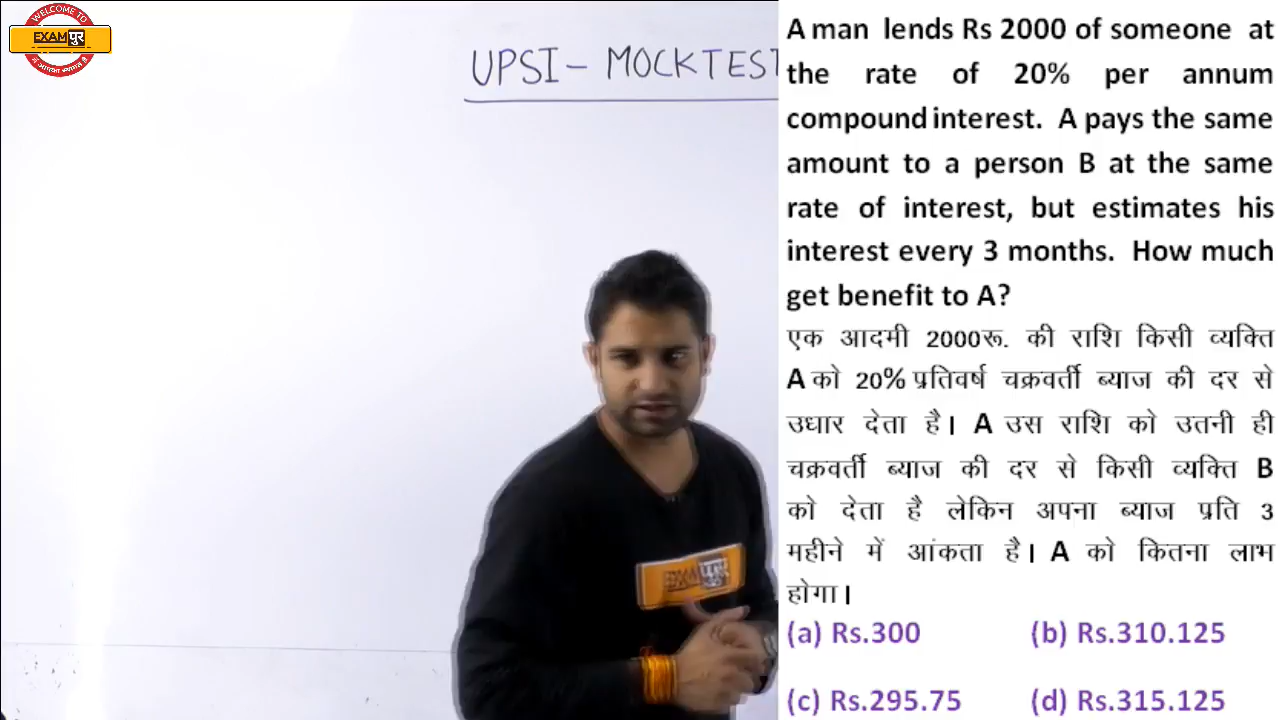 WELCOME TO
EXAMपुर
UPSI- MOCKTEST
A man lends Rs 2000 of someone at
the rate of 20% per annum
compound interest. A pays the same
amount to a person B at the same
rate of interest, but estimates his
interest every 3 months. How much
get benefit to A?
एक आदमी 2000रू. की राशि किसी व्यक्ति
A को 20% प्रतिवर्ष चक्रवर्ती ब्याज की दर से
उधार देता है। A उस राशि को उतनी ही
चक्रवर्ती ब्याज की दर से किसी व्यक्ति B
को देता है लेकिन अपना ब्याज प्रति 3
महीने में आंकता है। A को कितना लाभ
होगा।
(a) Rs.300 (b) Rs.310.125
(c) Rs.295.75 (d) Rs.315.125
EXAMपुर